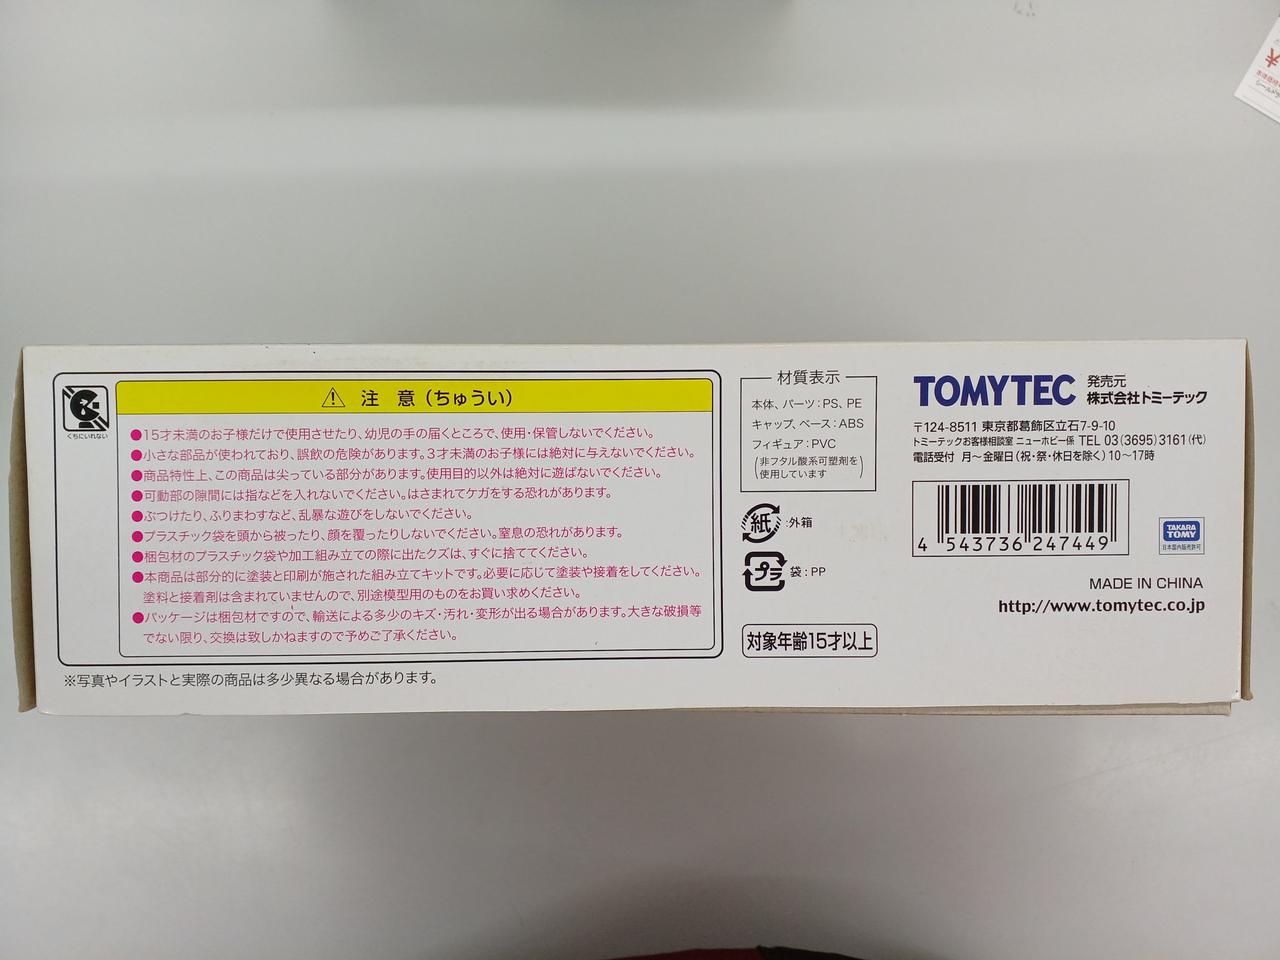 くちにいれない
注 意(ちゅうい)
●15才未満のお子様だけで使用させたり、幼児の手の届くところで、使用・保管しないでください。
●小さな部品が使われており、誤飲の危険があります。3才未満のお子様には絶対に与えないでください。
●商品特性上、この商品は尖っている部分があります。使用目的以外は絶対に遊ばないでください。
●可動部の隙間には指などを入れないでください。はさまれてケガをする恐れがあります。
●ぶつけたり、ふりまわすなど、乱暴な遊びをしないでください。
●プラスチック袋を頭から被ったり、顔を覆ったりしないでください。窒息の恐れがあります。
●梱包材のプラスチック袋や加工組み立ての際に出たクズは、すぐに捨ててください。
●本商品は部分的に塗装と印刷が施された組み立てキットです。必要に応じて塗装や接着をしてください。
塗料と接着剤は含まれていませんので、別途模型用のものをお買い求めください。
●パッケージは梱包材ですので、輸送による多少のキズ・汚れ・変形が出る場合があります。大きな破損等
でない限り、交換は致しかねますので予めご了承ください。
※写真やイラストと実際の商品は多少異なる場合があります。
材質表示
本体、パーツ:PS、PE
キャップ、ベース:ABS
フィギュア:PVC
(非フタル酸系可塑剤を
使用しています)
紙:外箱
プラ 袋:PP
対象年齢15才以上
TOMYTEC 発売元
株式会社トミーテック
〒124-8511 東京都葛飾区立石7-9-10
トミーテックお客様相談室 ニューホビー係 TEL 03(3695)3161(代)
電話受付 月〜金曜日(祝・祭・休日を除く)10〜17時
4 543736 247449
TAKARA
TOMY
日本国内販売許可
MADE IN CHINA
http://www.tomytec.co.jp